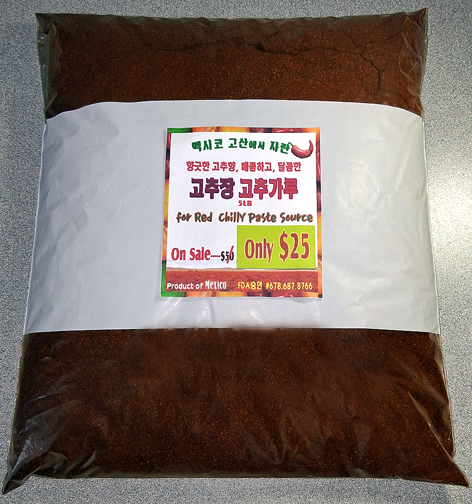 멕시코 고산에서 자란
향긋한 고추향, 매콤하고, 달콤한
고추장 고추가루
5LB
for Red Chilly Paste Source
On Sale----$50 Only $25
Product of Mexico FDA승인 #678.687.8766